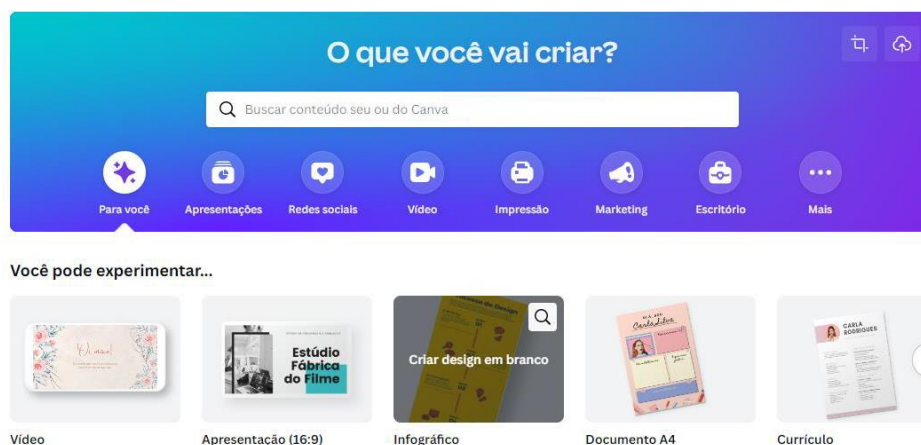 O que você vai criar?
Buscar conteúdo seu ou do Canva
Para você
Apresentações
Redes sociais
Vídeo
Impressão
Marketing
Escritório
Mais
Você pode experimentar...
Estúdio
Fábrica
do Filme
Criar design em branco
Carla Silva
CARLA
RODRIGUES
Vídeo
Apresentação (16:9)
Infográfico
Documento A4
Currículo